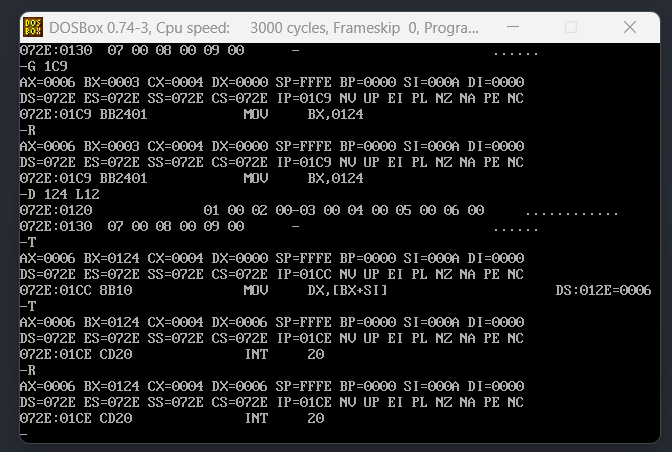 DOS BOX DOSBox 0.74-3, Cpu speed: 3000 cycles, Frameskip 0, Progra...
072E:0130  07 00 08 00 09 00      -                         ......
-G 1C9
AX=0006 BX=0003 CX=0004 DX=0000 SP=FFFE BP=0000 SI=000A DI=0000
DS=072E ES=072E SS=072E CS=072E IP=01C9 NV UP EI PL NZ NA PE NC
072E:01C9 BB2401            MOV     BX,0124
-R
AX=0006 BX=0003 CX=0004 DX=0000 SP=FFFE BP=0000 SI=000A DI=0000
DS=072E ES=072E SS=072E CS=072E IP=01C9 NV UP EI PL NZ NA PE NC
072E:01C9 BB2401            MOV     BX,0124
-D 124 L12
072E:0120              01 00 02 00-03 00 04 00 05 00 06 00     ............
072E:0130  07 00 08 00 09 00      -                         ......
-T
AX=0006 BX=0124 CX=0004 DX=0000 SP=FFFE BP=0000 SI=000A DI=0000
DS=072E ES=072E SS=072E CS=072E IP=01CC NV UP EI PL NZ NA PE NC
072E:01CC 8B10              MOV     DX,[BX+SI]                     DS:012E=0006
-T
AX=0006 BX=0124 CX=0004 DX=0006 SP=FFFE BP=0000 SI=000A DI=0000
DS=072E ES=072E SS=072E CS=072E IP=01CE NV UP EI PL NZ NA PE NC
072E:01CE CD20              INT     20
-R
AX=0006 BX=0124 CX=0004 DX=0006 SP=FFFE BP=0000 SI=000A DI=0000
DS=072E ES=072E SS=072E CS=072E IP=01CE NV UP EI PL NZ NA PE NC
072E:01CE CD20              INT     20
-